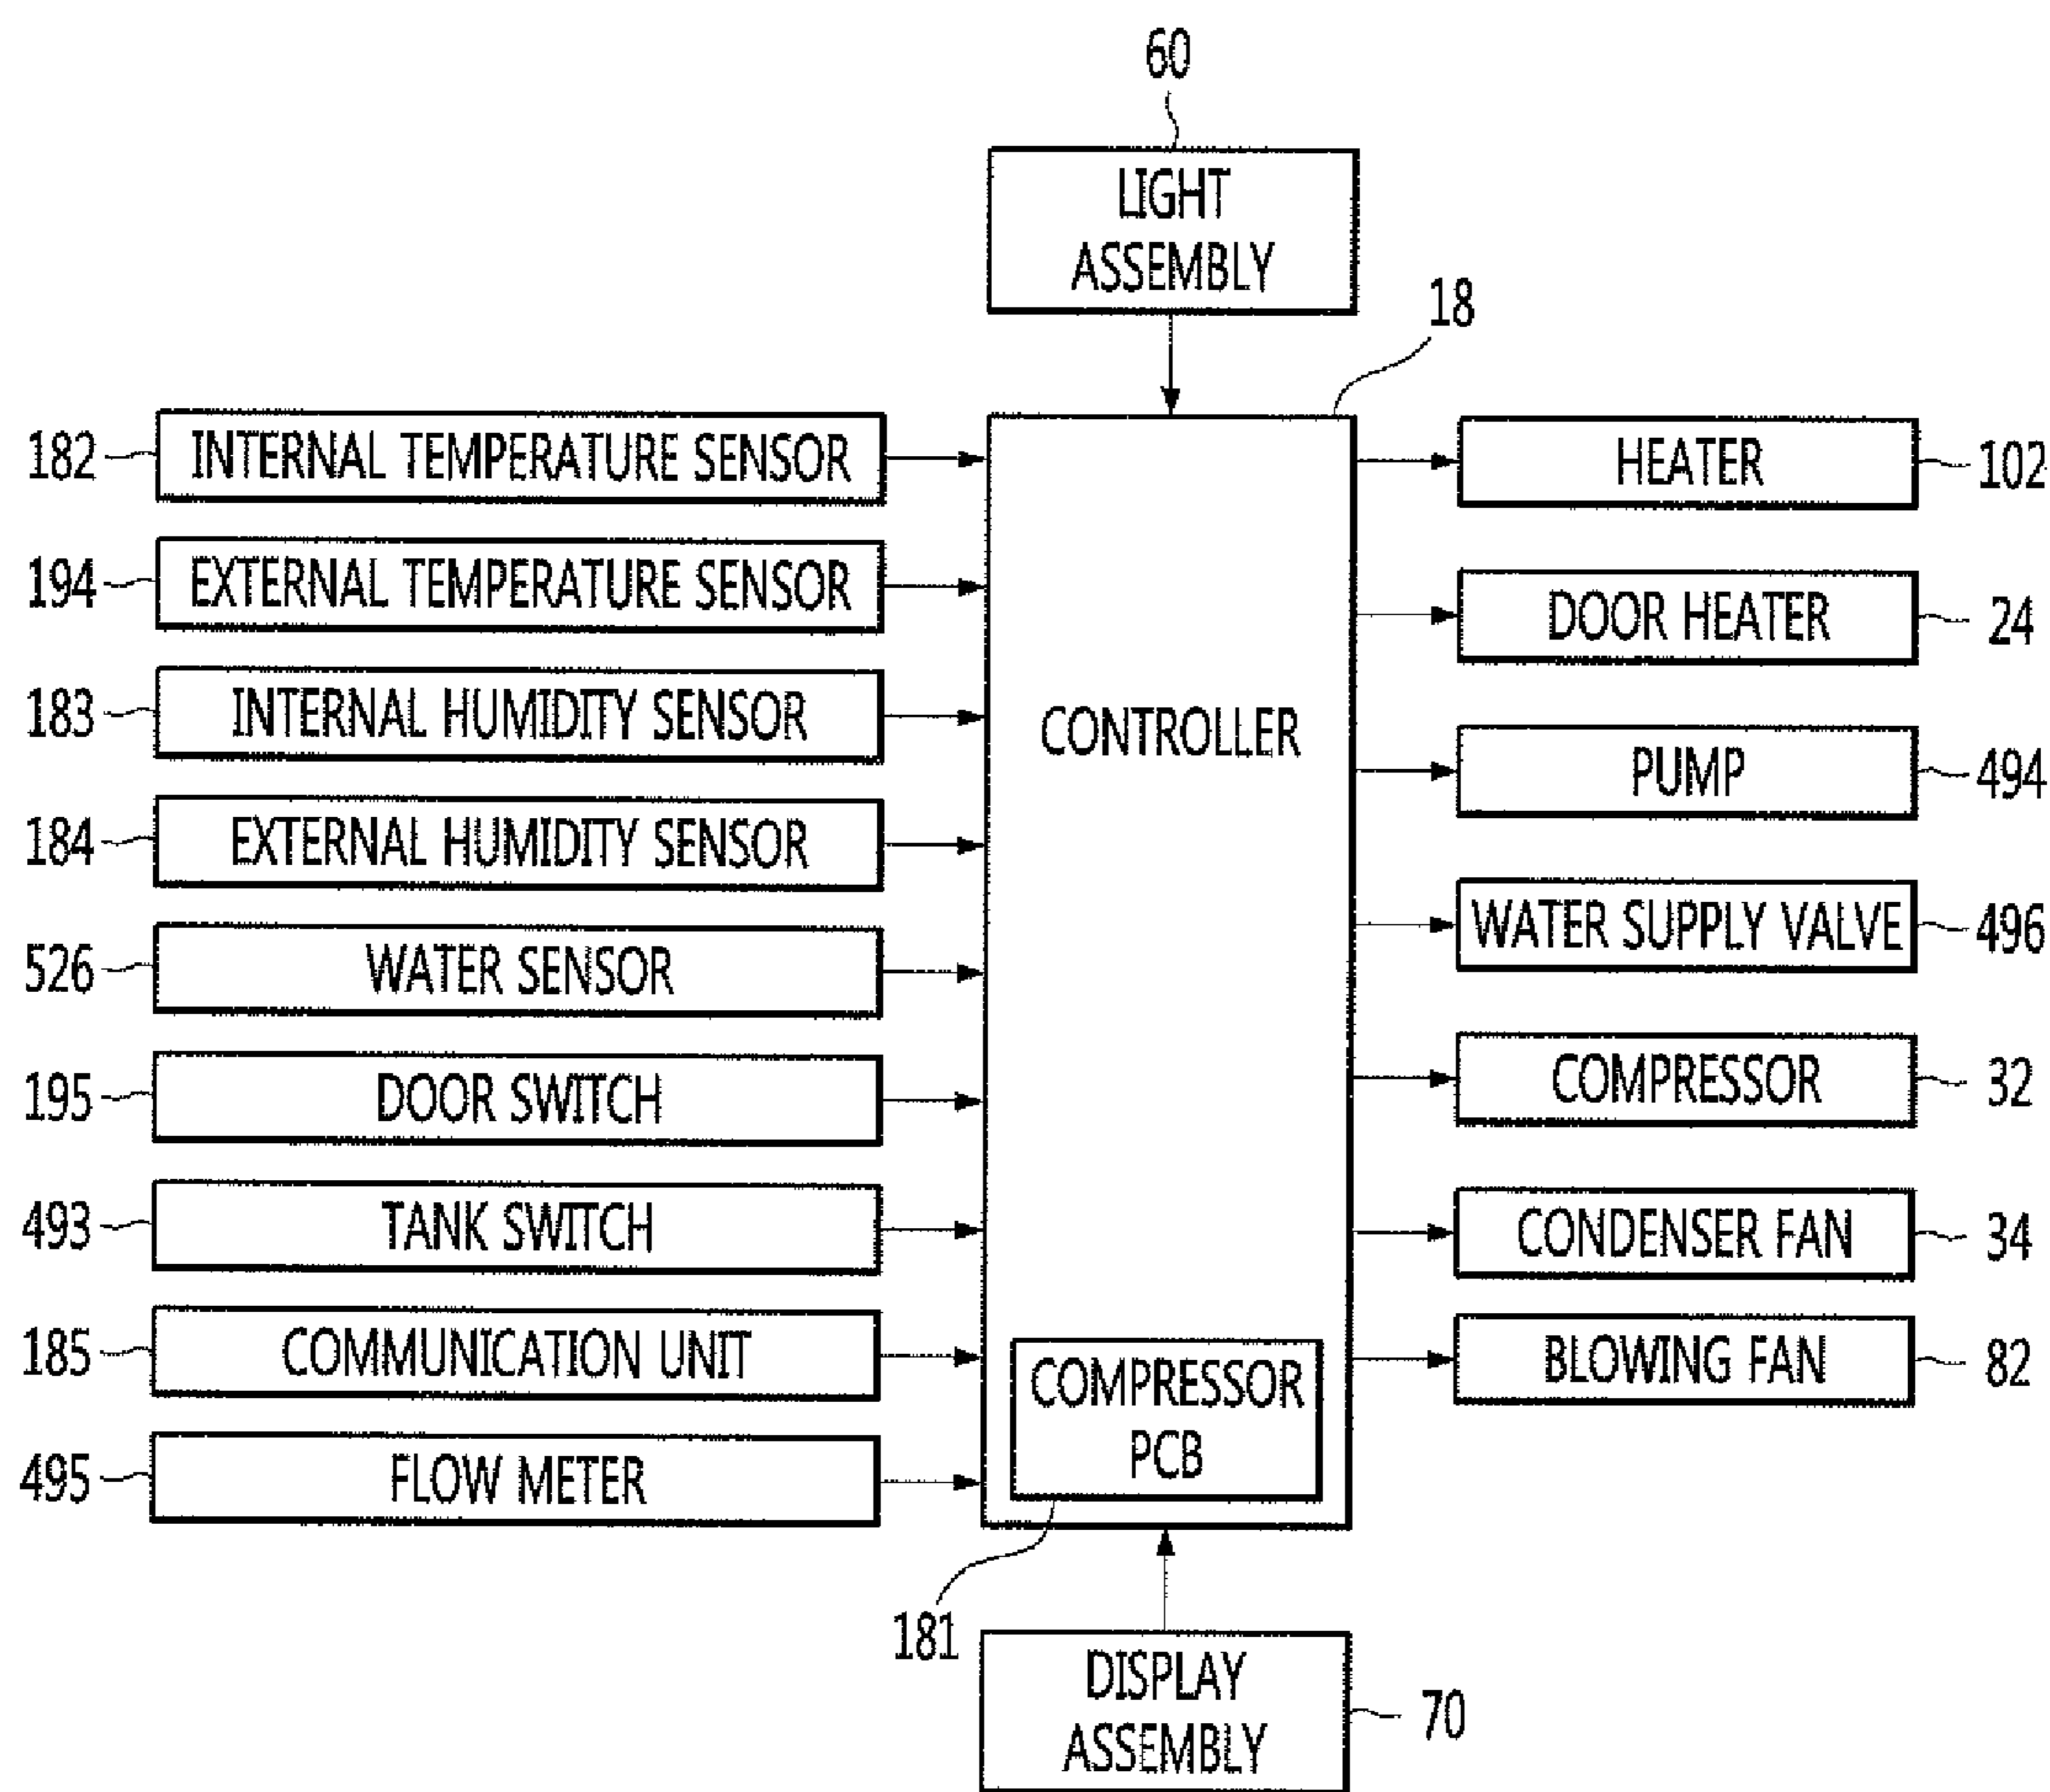 60
LIGHT
ASSEMBLY
18
182
INTERNAL TEMPERATURE SENSOR
HEATER
102
194
EXTERNAL TEMPERATURE SENSOR
DOOR HEATER
24
183
INTERNAL HUMIDITY SENSOR
CONTROLLER
PUMP
494
184
EXTERNAL HUMIDITY SENSOR
WATER SUPPLY VALVE
496
526
WATER SENSOR
COMPRESSOR
32
195
DOOR SWITCH
493
TANK SWITCH
CONDENSER FAN
34
185
COMMUNICATION UNIT
COMPRESSOR
PCB
BLOWING FAN
82
495
FLOW METER
181
DISPLAY
ASSEMBLY
70